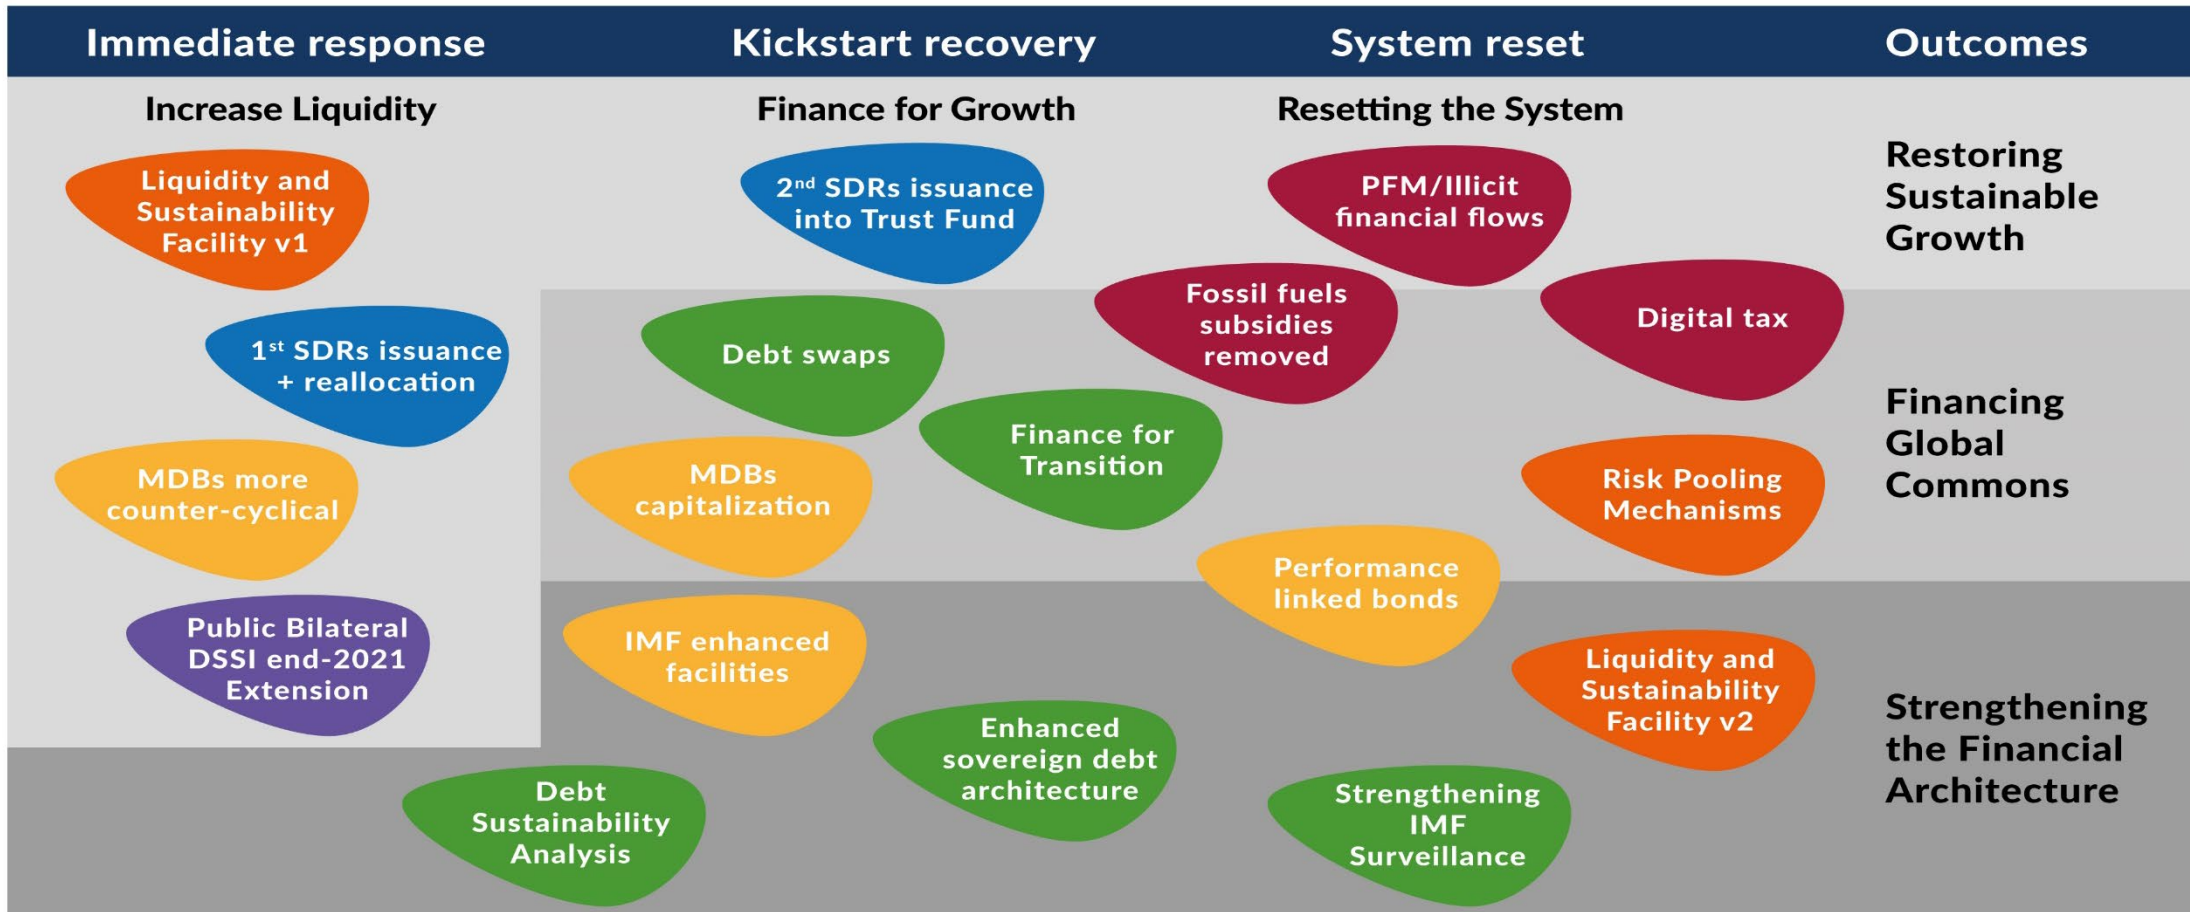 Immediate response
Kickstart recovery
System reset
Outcomes
Increase Liquidity
Finance for Growth
Resetting the System
Liquidity and
Sustainability
Facility v1
1st SDRs issuance
+ reallocation
MDBs more
counter-cyclical
Public Bilateral
DSSI end-2021
Extension
Debt
Sustainability
Analysis
2nd SDRs issuance
into Trust Fund
Debt swaps
Finance for
Transition
MDBs
capitalization
IMF enhanced
facilities
Enhanced
sovereign debt
architecture
PFM/Illicit
financial flows
Fossil fuels
subsidies
removed
Digital tax
Risk Pooling
Mechanisms
Performance
linked bonds
Liquidity and
Sustainability
Facility v2
Strengthening
IMF
Surveillance
Restoring
Sustainable
Growth
Financing
Global
Commons
Strengthening
the Financial
Architecture